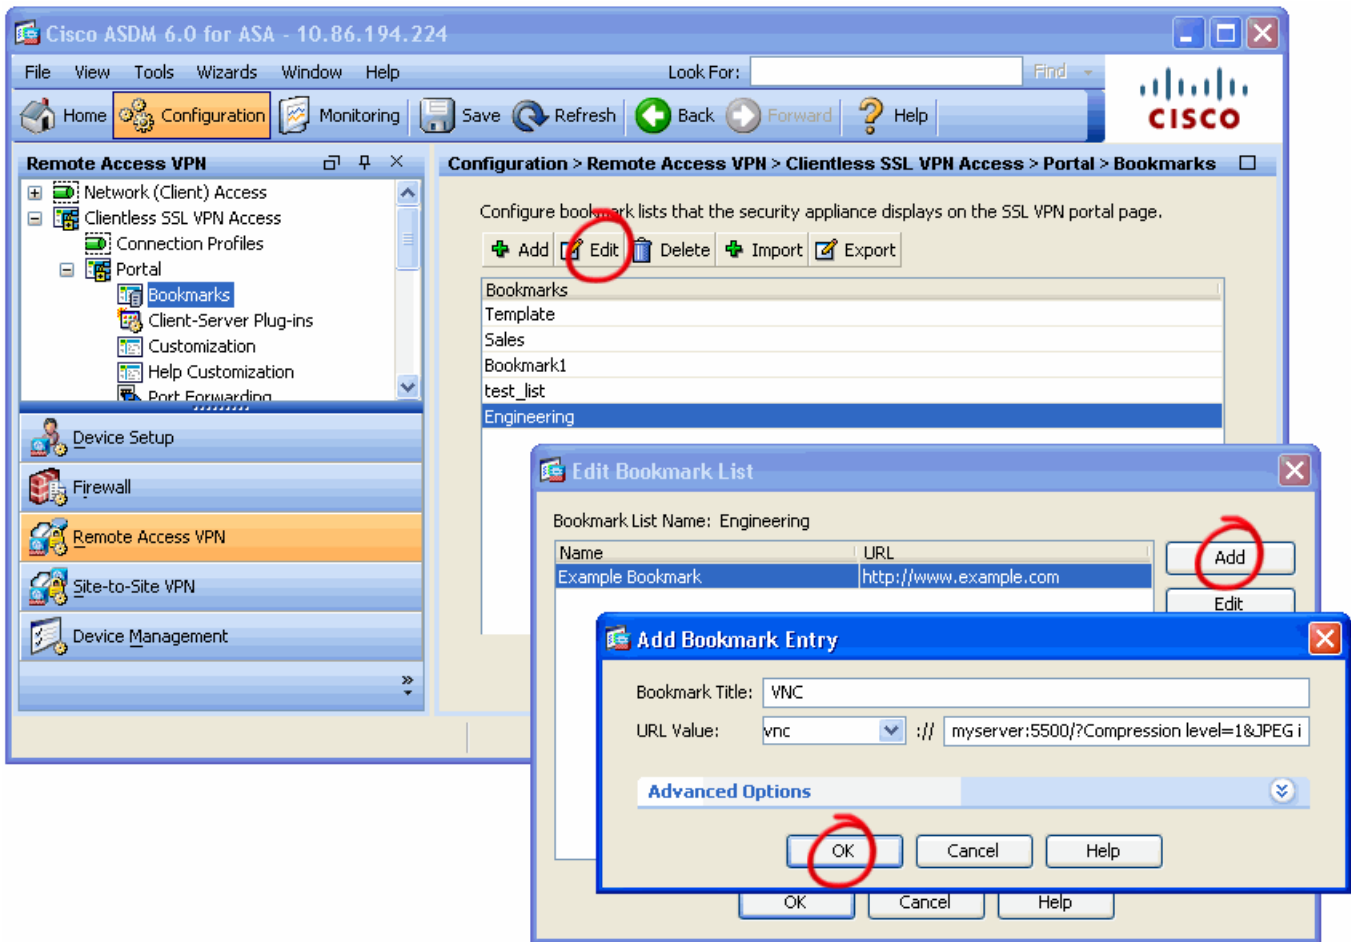 Cisco ASDM 6.0 for ASA - 10.86.194.224
File View Tools Wizards Window Help Look For: Find
Home Configuration Monitoring Save Refresh Back Forward Help
CISCO
Remote Access VPN
Network (Client) Access
Clientless SSL VPN Access
Connection Profiles
Portal
Bookmarks
Client-Server Plug-ins
Customization
Help Customization
Port Forwarding
Device Setup
Firewall
Remote Access VPN
Site-to-Site VPN
Device Management
Configuration > Remote Access VPN > Clientless SSL VPN Access > Portal > Bookmarks
Configure bookmark lists that the security appliance displays on the SSL VPN portal page.
Add Edit Delete Import Export
Bookmarks
Template
Sales
Bookmark1
test_list
Engineering
Edit Bookmark List
Bookmark List Name: Engineering
Name URL
Example Bookmark http://www.example.com
Add
Edit
Add Bookmark Entry
Bookmark Title: VNC
URL Value: vnc :// myserver:5500/?Compression level=1&JPEG i
Advanced Options
OK Cancel Help
OK Cancel Help